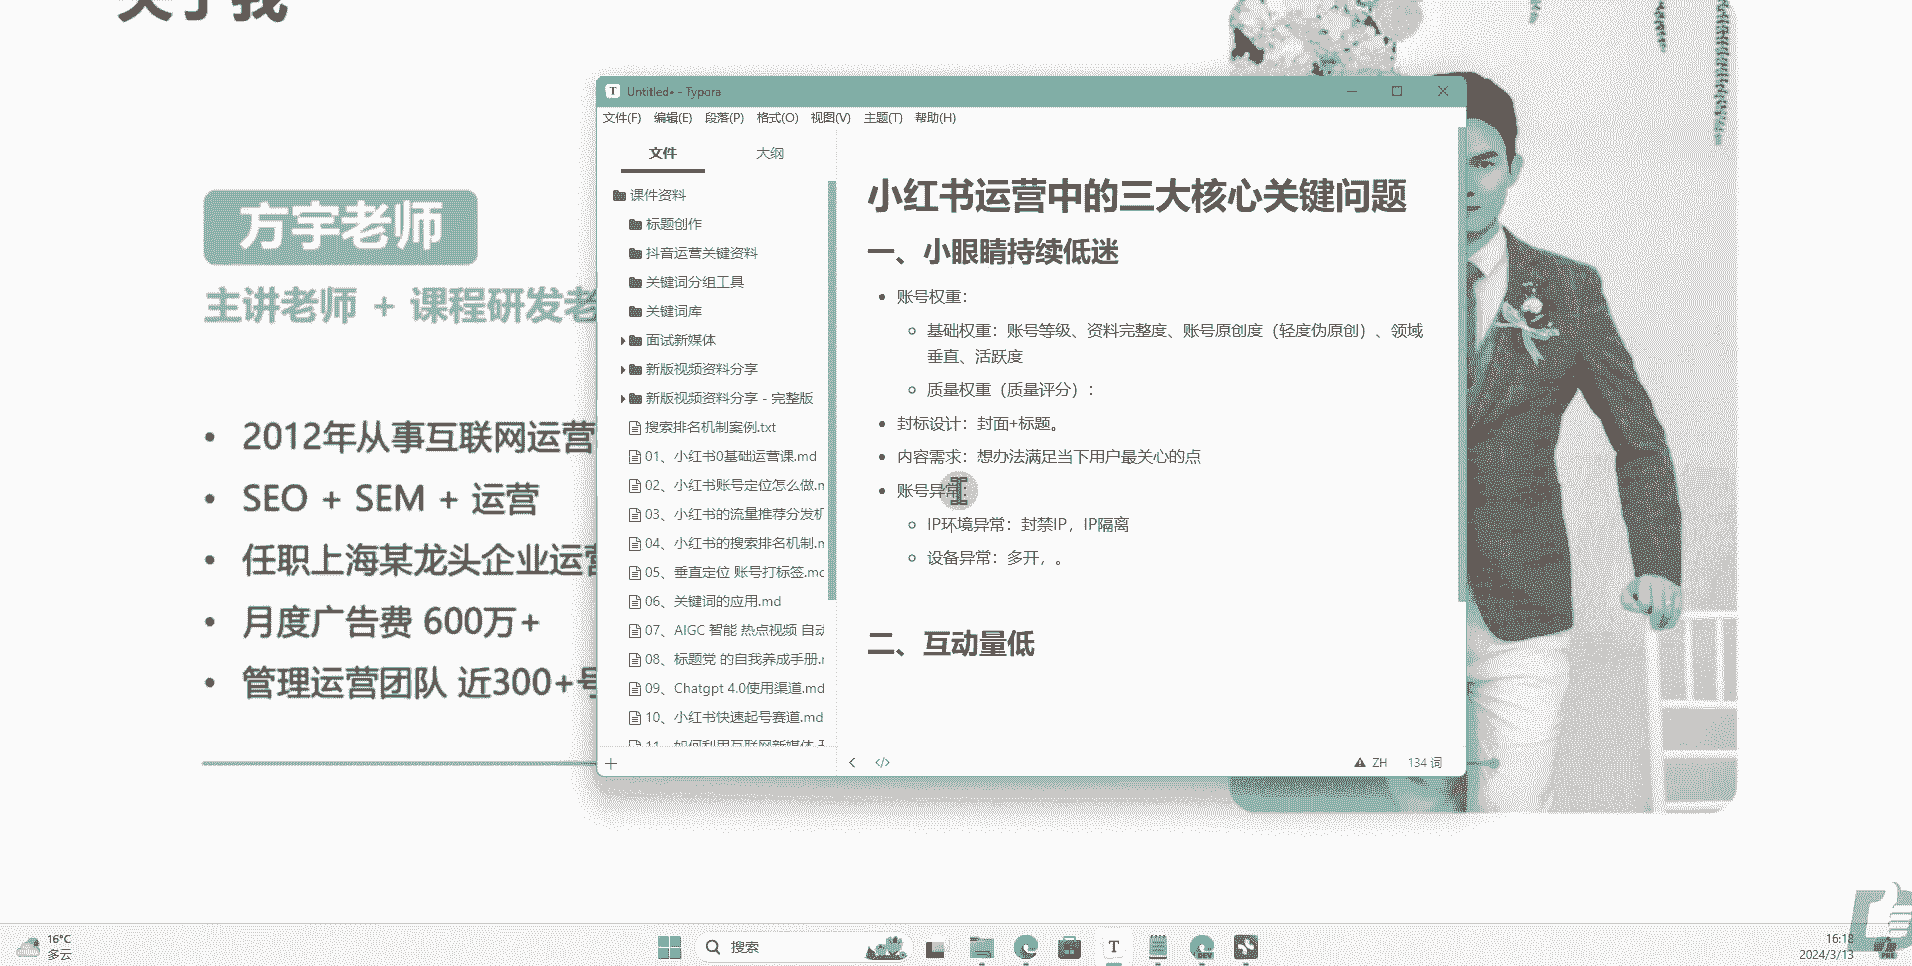 关于我
方宇老师
主讲老师 + 课程研发老
2012年从事互联网运营
SEO + SEM + 运营
任职上海某龙头企业运营
月度广告费 600万+
管理运营团队 近300+号
Untitled• - Typora
文件(F) 编辑(E) 段落(P) 格式(O) 视图(V) 主题(T) 帮助(H)
文件 大纲
课件资料
标题创作
抖音运营关键资料
关键词分组工具
关键词库
面试新媒体
新版视频资料分享
新版视频资料分享 - 完整版
搜索排名机制案例.txt
01、小红书0基础运营课.md
02、小红书账号定位怎么做.m
03、小红书的流量推荐分发机
04、小红书的搜索排名机制.m
05、垂直定位 账号打标签.mc
06、关键词的应用.md
07、AIGC 智能 热点视频 自动
08、标题党 的自我养成手册.r
09、Chatgpt 4.0使用渠道.md
10、小红书快速起号赛道.md
11、如何利用互联网新媒体
小红书运营中的三大核心关键问题
一、小眼睛持续低迷
账号权重：
基础权重：账号等级、资料完整度、账号原创度（轻度伪原创）、领域
垂直、活跃度
质量权重（质量评分）：
封标设计：封面+标题。
内容需求：想办法满足当下用户最关心的点
账号异常：
IP环境异常：封禁IP，IP隔离
设备异常：多开，。
二、互动量低
ZH 134 词
16°C
多云
搜索
T
DEV
16:18
2024/3/13
PRE